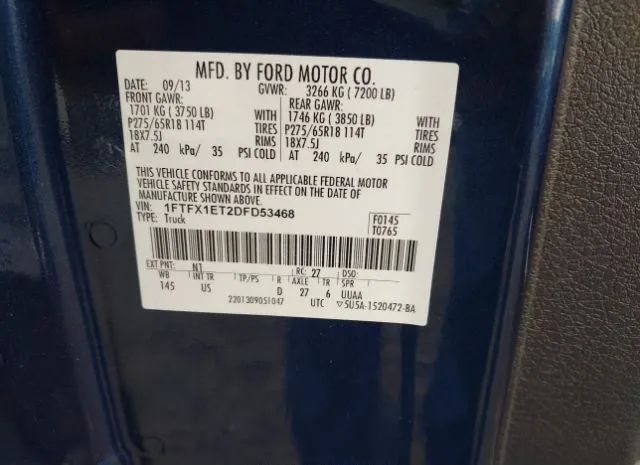 MFD. BY FORD MOTOR CO.
DATE: 09/13 GVWR: 3266 KG ( 7200 LB)
FRONT GAWR: REAR GAWR:
1701 KG ( 3750 LB) WITH 1746 KG ( 3850 LB) WITH
P275/65R18 114T TIRES P275/65R18 114T TIRES
18X7.5J RIMS 18X7.5J RIMS
AT 240 kPa/ 35 PSI COLD AT 240 kPa/ 35 PSI COLD
THIS VEHICLE CONFORMS TO ALL APPLICABLE FEDERAL MOTOR
VEHICLE SAFETY STANDARDS IN EFFECT ON THE DATE OF
MANUFACTURE SHOWN ABOVE.
VIN: 1FTFX1ET2DFD53468 F0145
TYPE: Truck T0765
EXT PNT: N1 RC: 27 DSO:
WB INT TR TP/PS R AXLE TR SPR
145 US D 27 6 UUAA
2201309051047 UTC ▽5U5A-1520472-BA